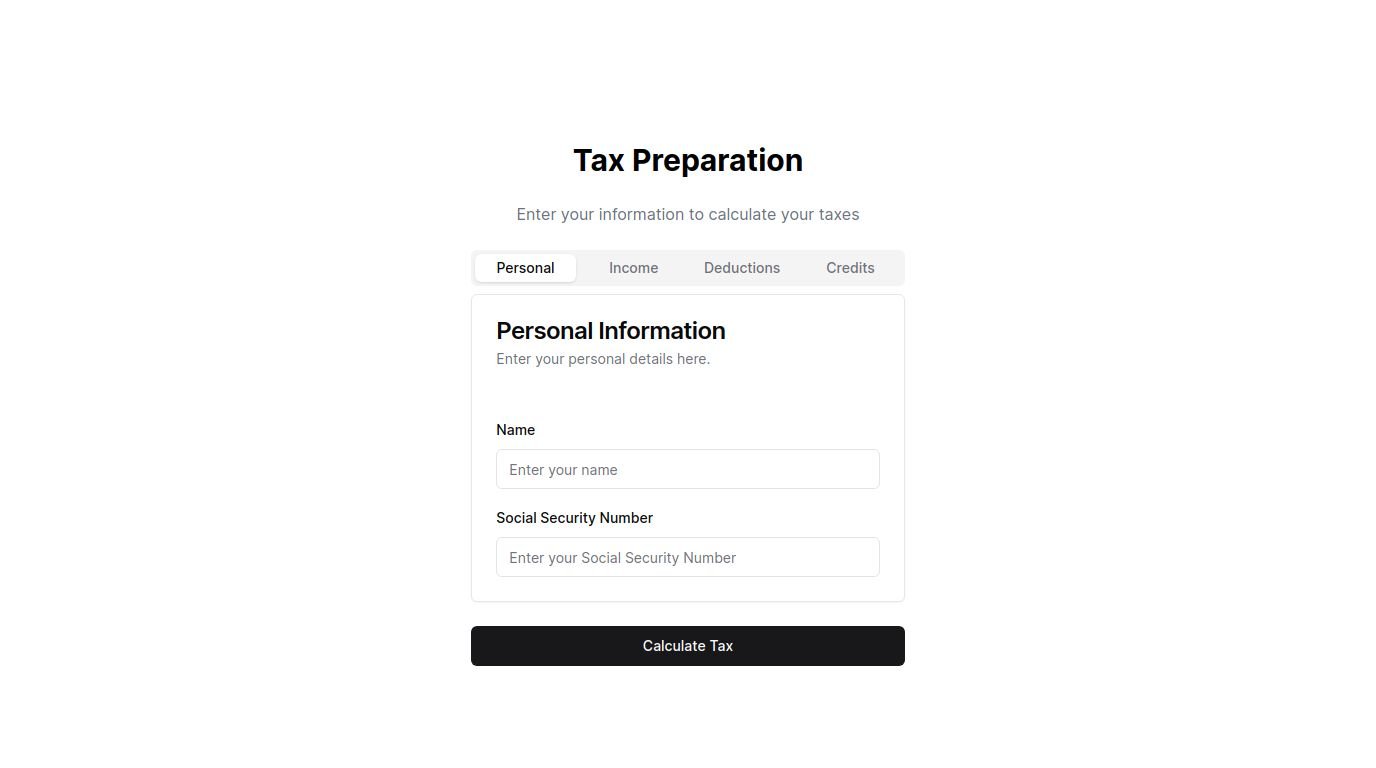 Tax Preparation
Enter your information to calculate your taxes
Personal Income Deductions Credits
Personal Information
Enter your personal details here.
Name
Enter your name
Social Security Number
Enter your Social Security Number
Calculate Tax